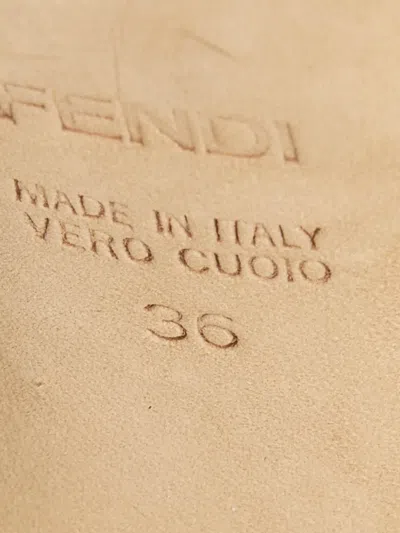 FENDI
MADE IN ITALY
VERO CUOIO
36